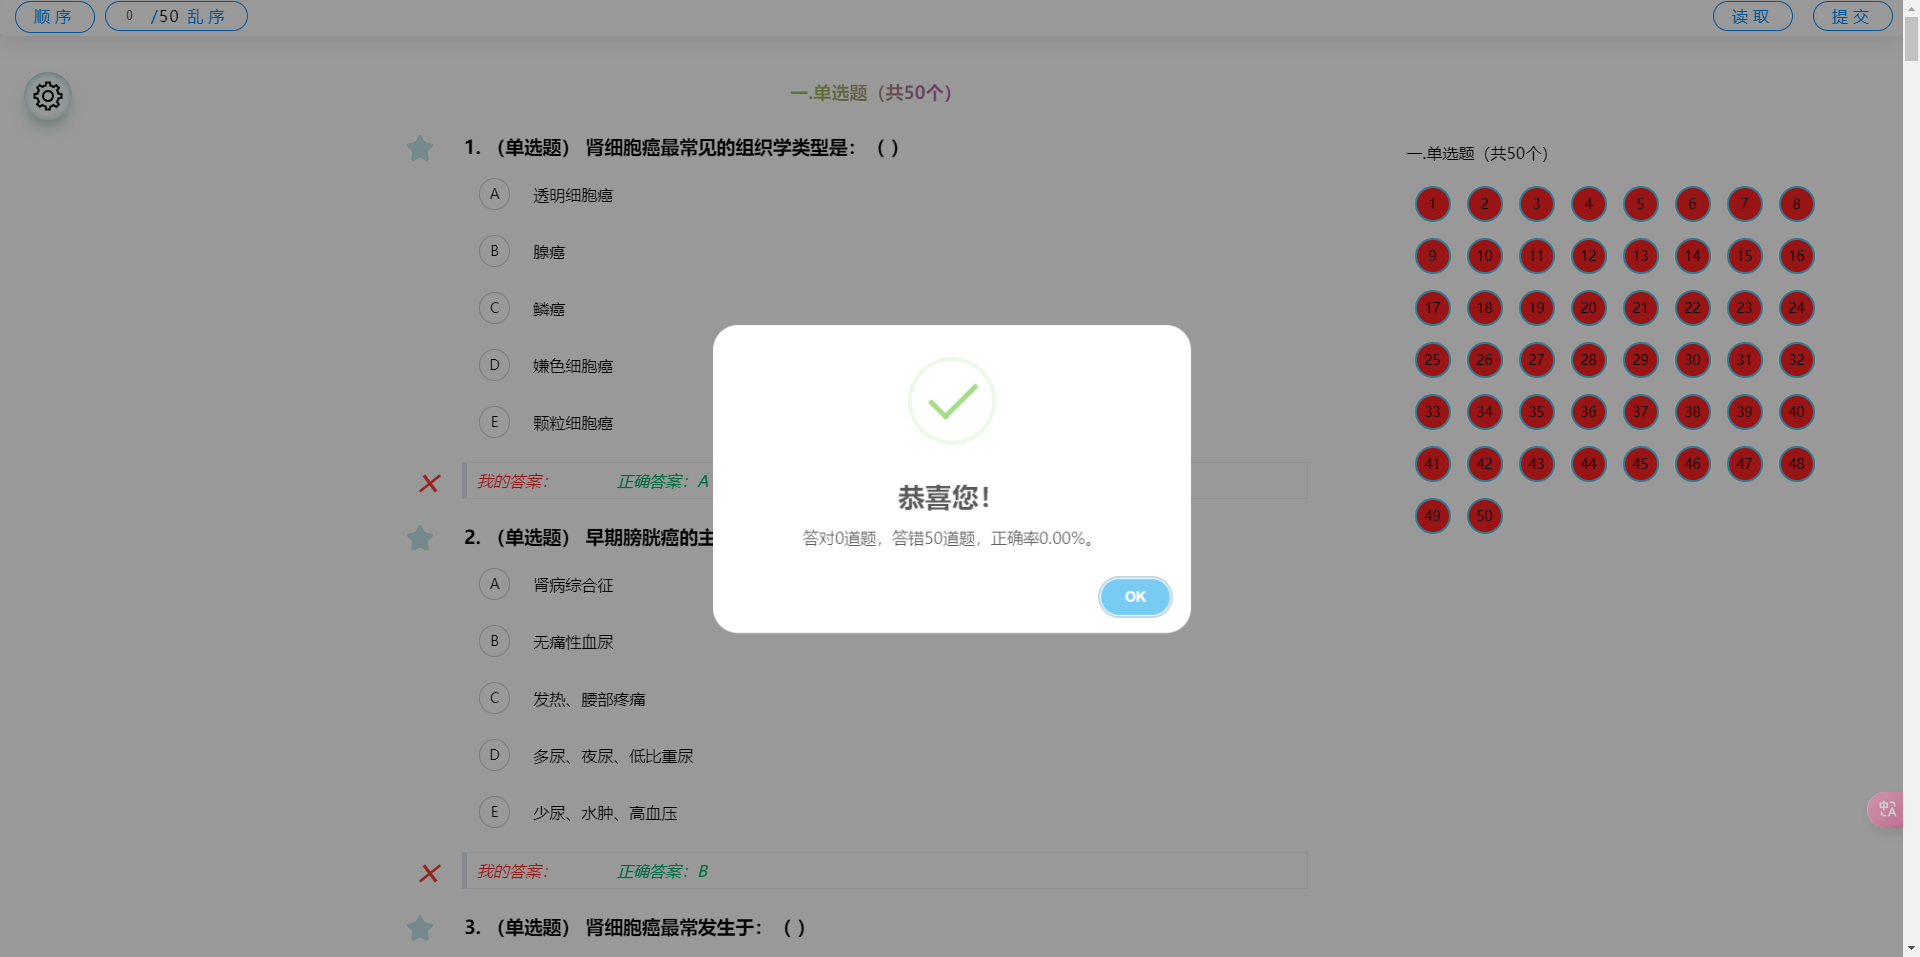 顺 序
0 /50 乱 序
读 取
提 交
一.单选题（共50个）
1. （单选题） 肾细胞癌最常见的组织学类型是： （ ）
A 透明细胞癌
B 腺癌
C 鳞癌
D 嫌色细胞癌
E 颗粒细胞癌
我的答案： 正确答案：A
2. （单选题） 早期膀胱癌的主
A 肾病综合征
B 无痛性血尿
C 发热、腰部疼痛
D 多尿、夜尿、低比重尿
E 少尿、水肿、高血压
我的答案： 正确答案：B
3. （单选题） 肾细胞癌最常发生于： （ ）
恭喜您！
答对0道题，答错50道题，正确率0.00%。
OK
一.单选题（共50个）
1 2 3 4 5 6 7 8
9 10 11 12 13 14 15 16
17 18 19 20 21 22 23 24
25 26 27 28 29 30 31 32
33 34 35 36 37 38 39 40
41 42 43 44 45 46 47 48
49 50
中 A